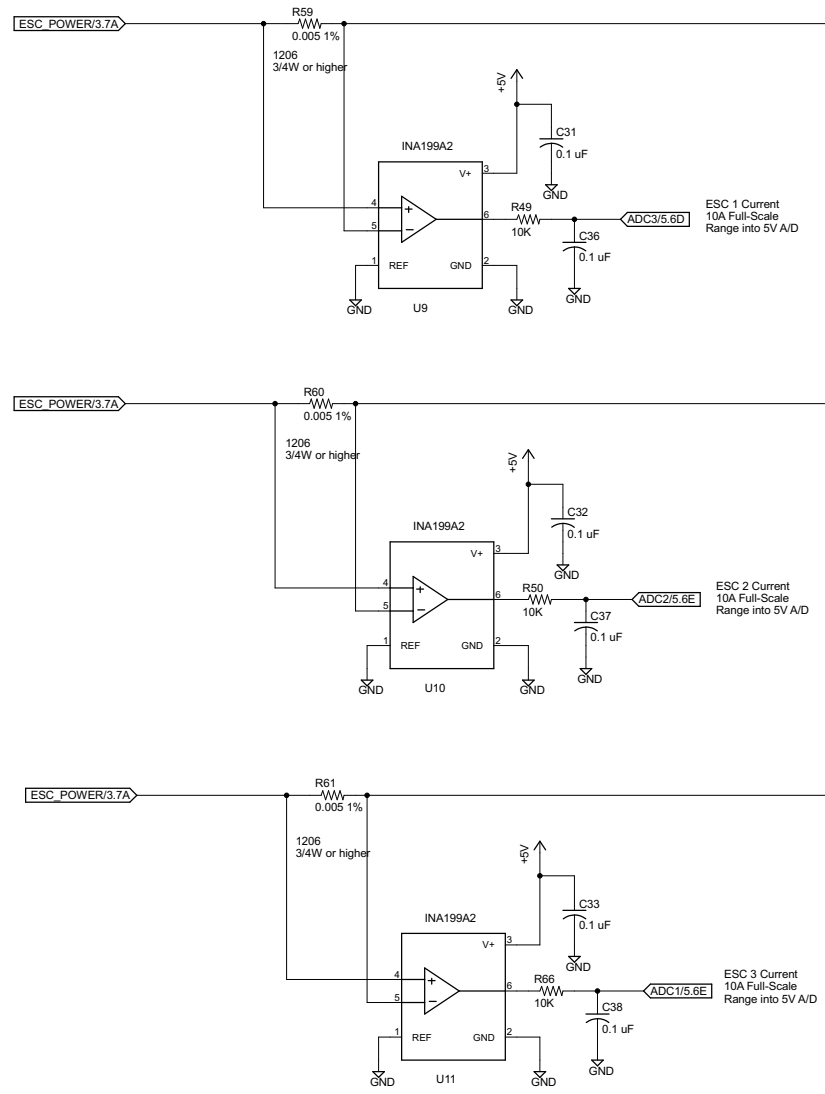 R59
ESC_POWER/3.7A
0.005 1%
1206
3/4W or higher
+5V
C31
0.1 uF
GND
INA199A2
V+
3
4
+
5
−
6
R49
10K
ADC3/5.6D
ESC 1 Current
10A Full-Scale
Range into 5V A/D
C36
0.1 uF
GND
1
REF
GND
2
GND
U9
GND
R60
ESC_POWER/3.7A
0.005 1%
1206
3/4W or higher
+5V
C32
0.1 uF
GND
INA199A2
V+
3
4
+
5
−
6
R50
10K
ADC2/5.6E
ESC 2 Current
10A Full-Scale
Range into 5V A/D
C37
0.1 uF
GND
1
REF
GND
2
GND
U10
GND
R61
ESC_POWER/3.7A
0.005 1%
1206
3/4W or higher
+5V
C33
0.1 uF
GND
INA199A2
V+
3
4
+
5
−
6
R66
10K
ADC1/5.6E
ESC 3 Current
10A Full-Scale
Range into 5V A/D
C38
0.1 uF
GND
1
REF
GND
2
GND
U11
GND